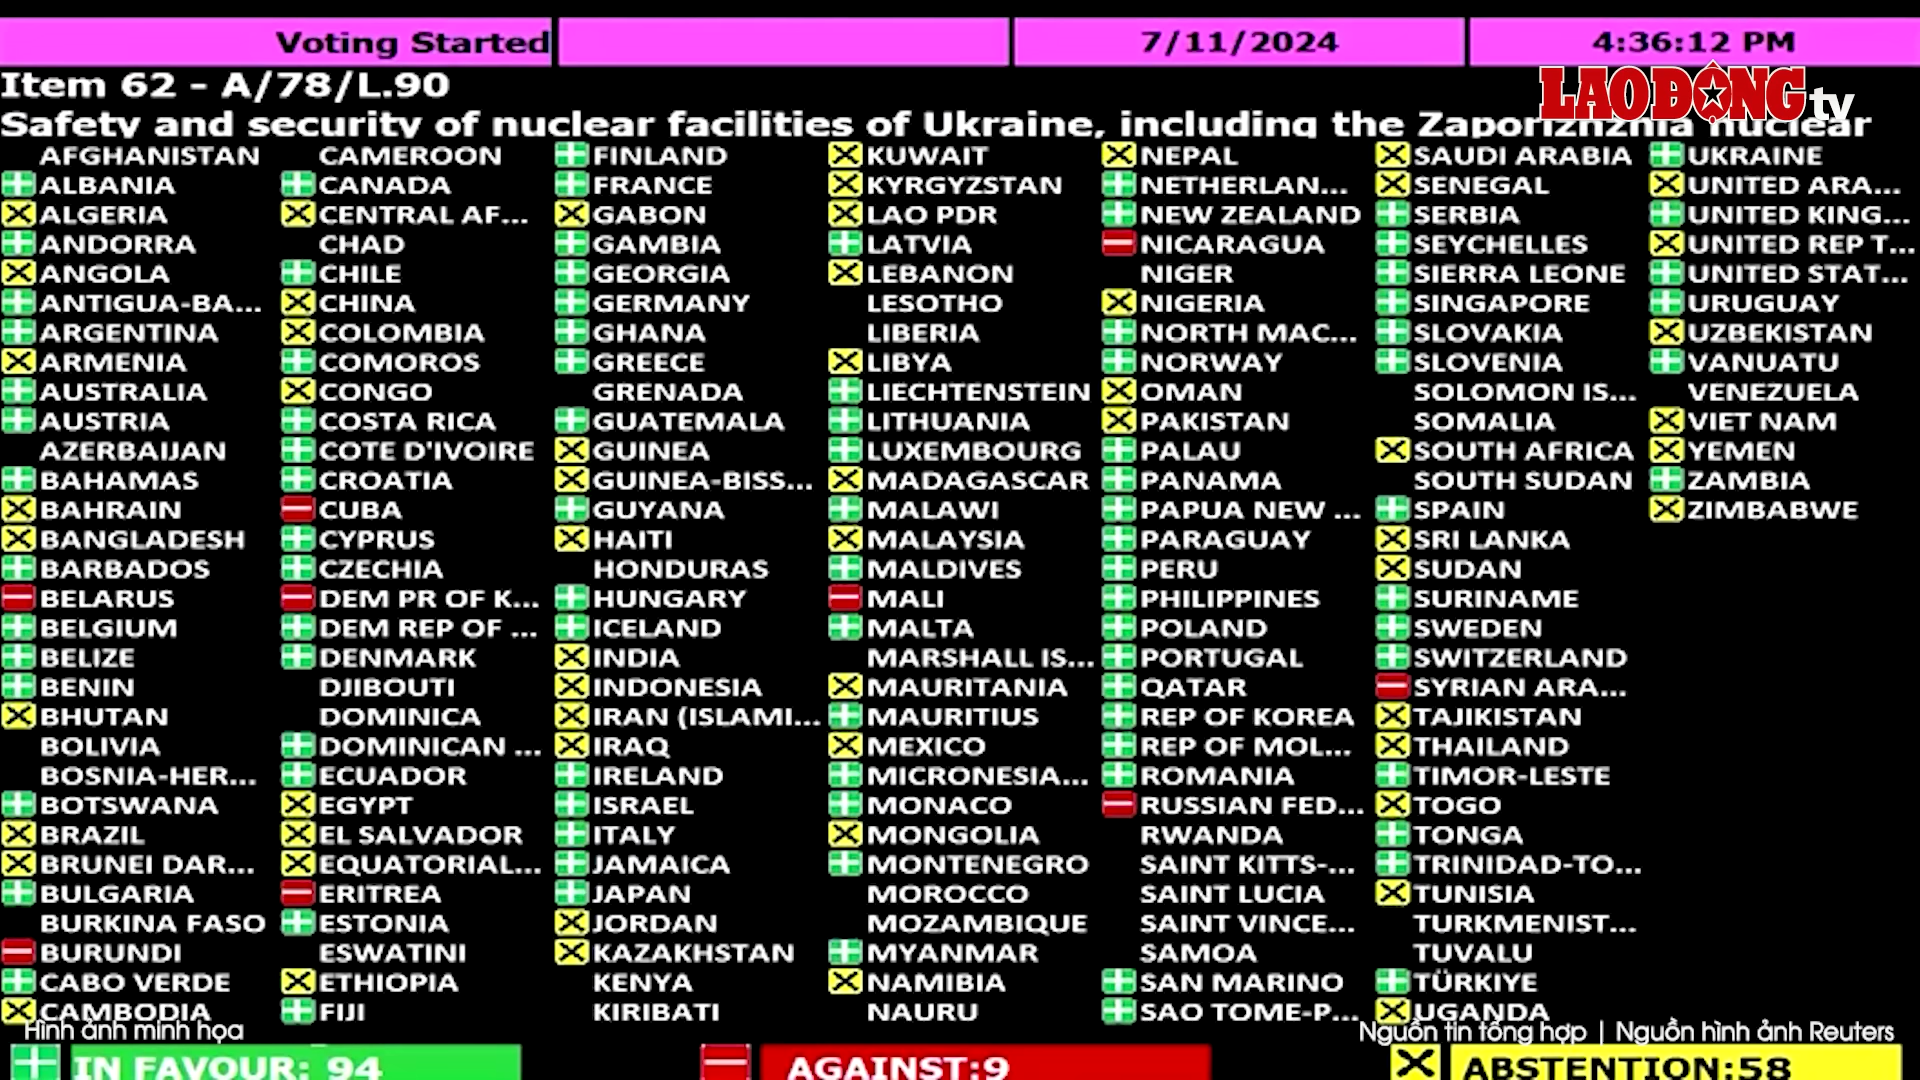 Voting Started
7/11/2024
4:36:12 PM
LAO ĐỘNG tv
Item 62 - A/78/L.90
Safety and security of nuclear facilities of Ukraine, including the Zaporizhzhia nuclear
AFGHANISTAN
ALBANIA
ALGERIA
ANDORRA
ANGOLA
ANTIGUA-BA...
ARGENTINA
ARMENIA
AUSTRALIA
AUSTRIA
AZERBAIJAN
BAHAMAS
BAHRAIN
BANGLADESH
BARBADOS
BELARUS
BELGIUM
BELIZE
BENIN
BHUTAN
BOLIVIA
BOSNIA-HER...
BOTSWANA
BRAZIL
BRUNEI DAR...
BULGARIA
BURKINA FASO
BURUNDI
CABO VERDE
CAMBODIA
CAMEROON
CANADA
CENTRAL AF...
CHAD
CHILE
CHINA
COLOMBIA
COMOROS
CONGO
COSTA RICA
COTE D'IVOIRE
CROATIA
CUBA
CYPRUS
CZECHIA
DEM PR OF K...
DEM REP OF ...
DENMARK
DJIBOUTI
DOMINICA
DOMINICAN ...
ECUADOR
EGYPT
EL SALVADOR
EQUATORIAL...
ERITREA
ESTONIA
ESWATINI
ETHIOPIA
FIJI
FINLAND
FRANCE
GABON
GAMBIA
GEORGIA
GERMANY
GHANA
GREECE
GRENADA
GUATEMALA
GUINEA
GUINEA-BISS...
GUYANA
HAITI
HONDURAS
HUNGARY
ICELAND
INDIA
INDONESIA
IRAN (ISLAMI...
IRAQ
IRELAND
ISRAEL
ITALY
JAMAICA
JAPAN
JORDAN
KAZAKHSTAN
KENYA
KIRIBATI
KUWAIT
KYRGYZSTAN
LAO PDR
LATVIA
LEBANON
LESOTHO
LIBERIA
LIBYA
LIECHTENSTEIN
LITHUANIA
LUXEMBOURG
MADAGASCAR
MALAWI
MALAYSIA
MALDIVES
MALI
MALTA
MARSHALL IS...
MAURITANIA
MAURITIUS
MEXICO
MICRONESIA...
MONACO
MONGOLIA
MONTENEGRO
MOROCCO
MOZAMBIQUE
MYANMAR
NAMIBIA
NAURU
NEPAL
NETHERLAN...
NEW ZEALAND
NICARAGUA
NIGER
NIGERIA
NORTH MAC...
NORWAY
OMAN
PAKISTAN
PALAU
PANAMA
PAPUA NEW ...
PARAGUAY
PERU
PHILIPPINES
POLAND
PORTUGAL
QATAR
REP OF KOREA
REP OF MOL...
ROMANIA
RUSSIAN FED...
RWANDA
SAINT KITTS-...
SAINT LUCIA
SAINT VINCE...
SAMOA
SAN MARINO
SAO TOME-P...
SAUDI ARABIA
SENEGAL
SERBIA
SEYCHELLES
SIERRA LEONE
SINGAPORE
SLOVAKIA
SLOVENIA
SOLOMON IS...
SOMALIA
SOUTH AFRICA
SOUTH SUDAN
SPAIN
SRI LANKA
SUDAN
SURINAME
SWEDEN
SWITZERLAND
SYRIAN ARA...
TAJIKISTAN
THAILAND
TIMOR-LESTE
TOGO
TONGA
TRINIDAD-TO...
TUNISIA
TURKMENIST...
TUVALU
TÜRKIYE
UGANDA
UKRAINE
UNITED ARA...
UNITED KING...
UNITED REP T...
UNITED STAT...
URUGUAY
UZBEKISTAN
VANUATU
VENEZUELA
VIET NAM
YEMEN
ZAMBIA
ZIMBABWE
Hình ảnh minh họa
Nguồn tin tổng hợp | Nguồn hình ảnh Reuters
IN FAVOUR: 94
AGAINST:9
ABSTENTION:58